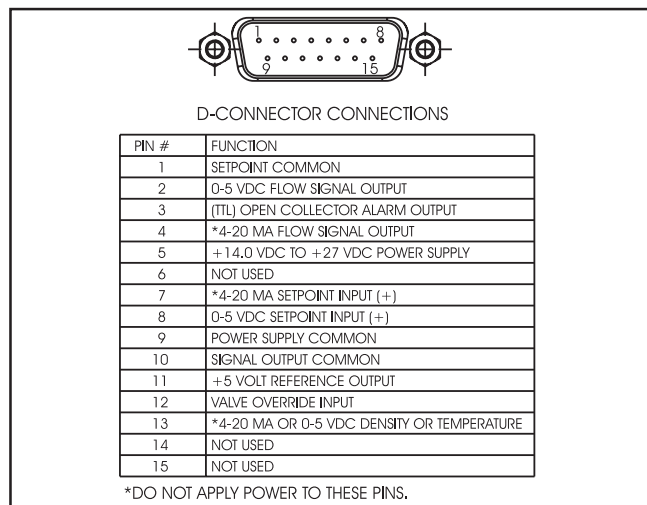 1 8
9 15
D-CONNECTOR CONNECTIONS
PIN # FUNCTION
1 SETPOINT COMMON
2 0-5 VDC FLOW SIGNAL OUTPUT
3 (TTL) OPEN COLLECTOR ALARM OUTPUT
4 *4-20 MA FLOW SIGNAL OUTPUT
5 +14.0 VDC TO +27 VDC POWER SUPPLY
6 NOT USED
7 *4-20 MA SETPOINT INPUT (+)
8 0-5 VDC SETPOINT INPUT (+)
9 POWER SUPPLY COMMON
10 SIGNAL OUTPUT COMMON
11 +5 VOLT REFERENCE OUTPUT
12 VALVE OVERRIDE INPUT
13 *4-20 MA OR 0-5 VDC DENSITY OR TEMPERATURE
14 NOT USED
15 NOT USED
*DO NOT APPLY POWER TO THESE PINS.